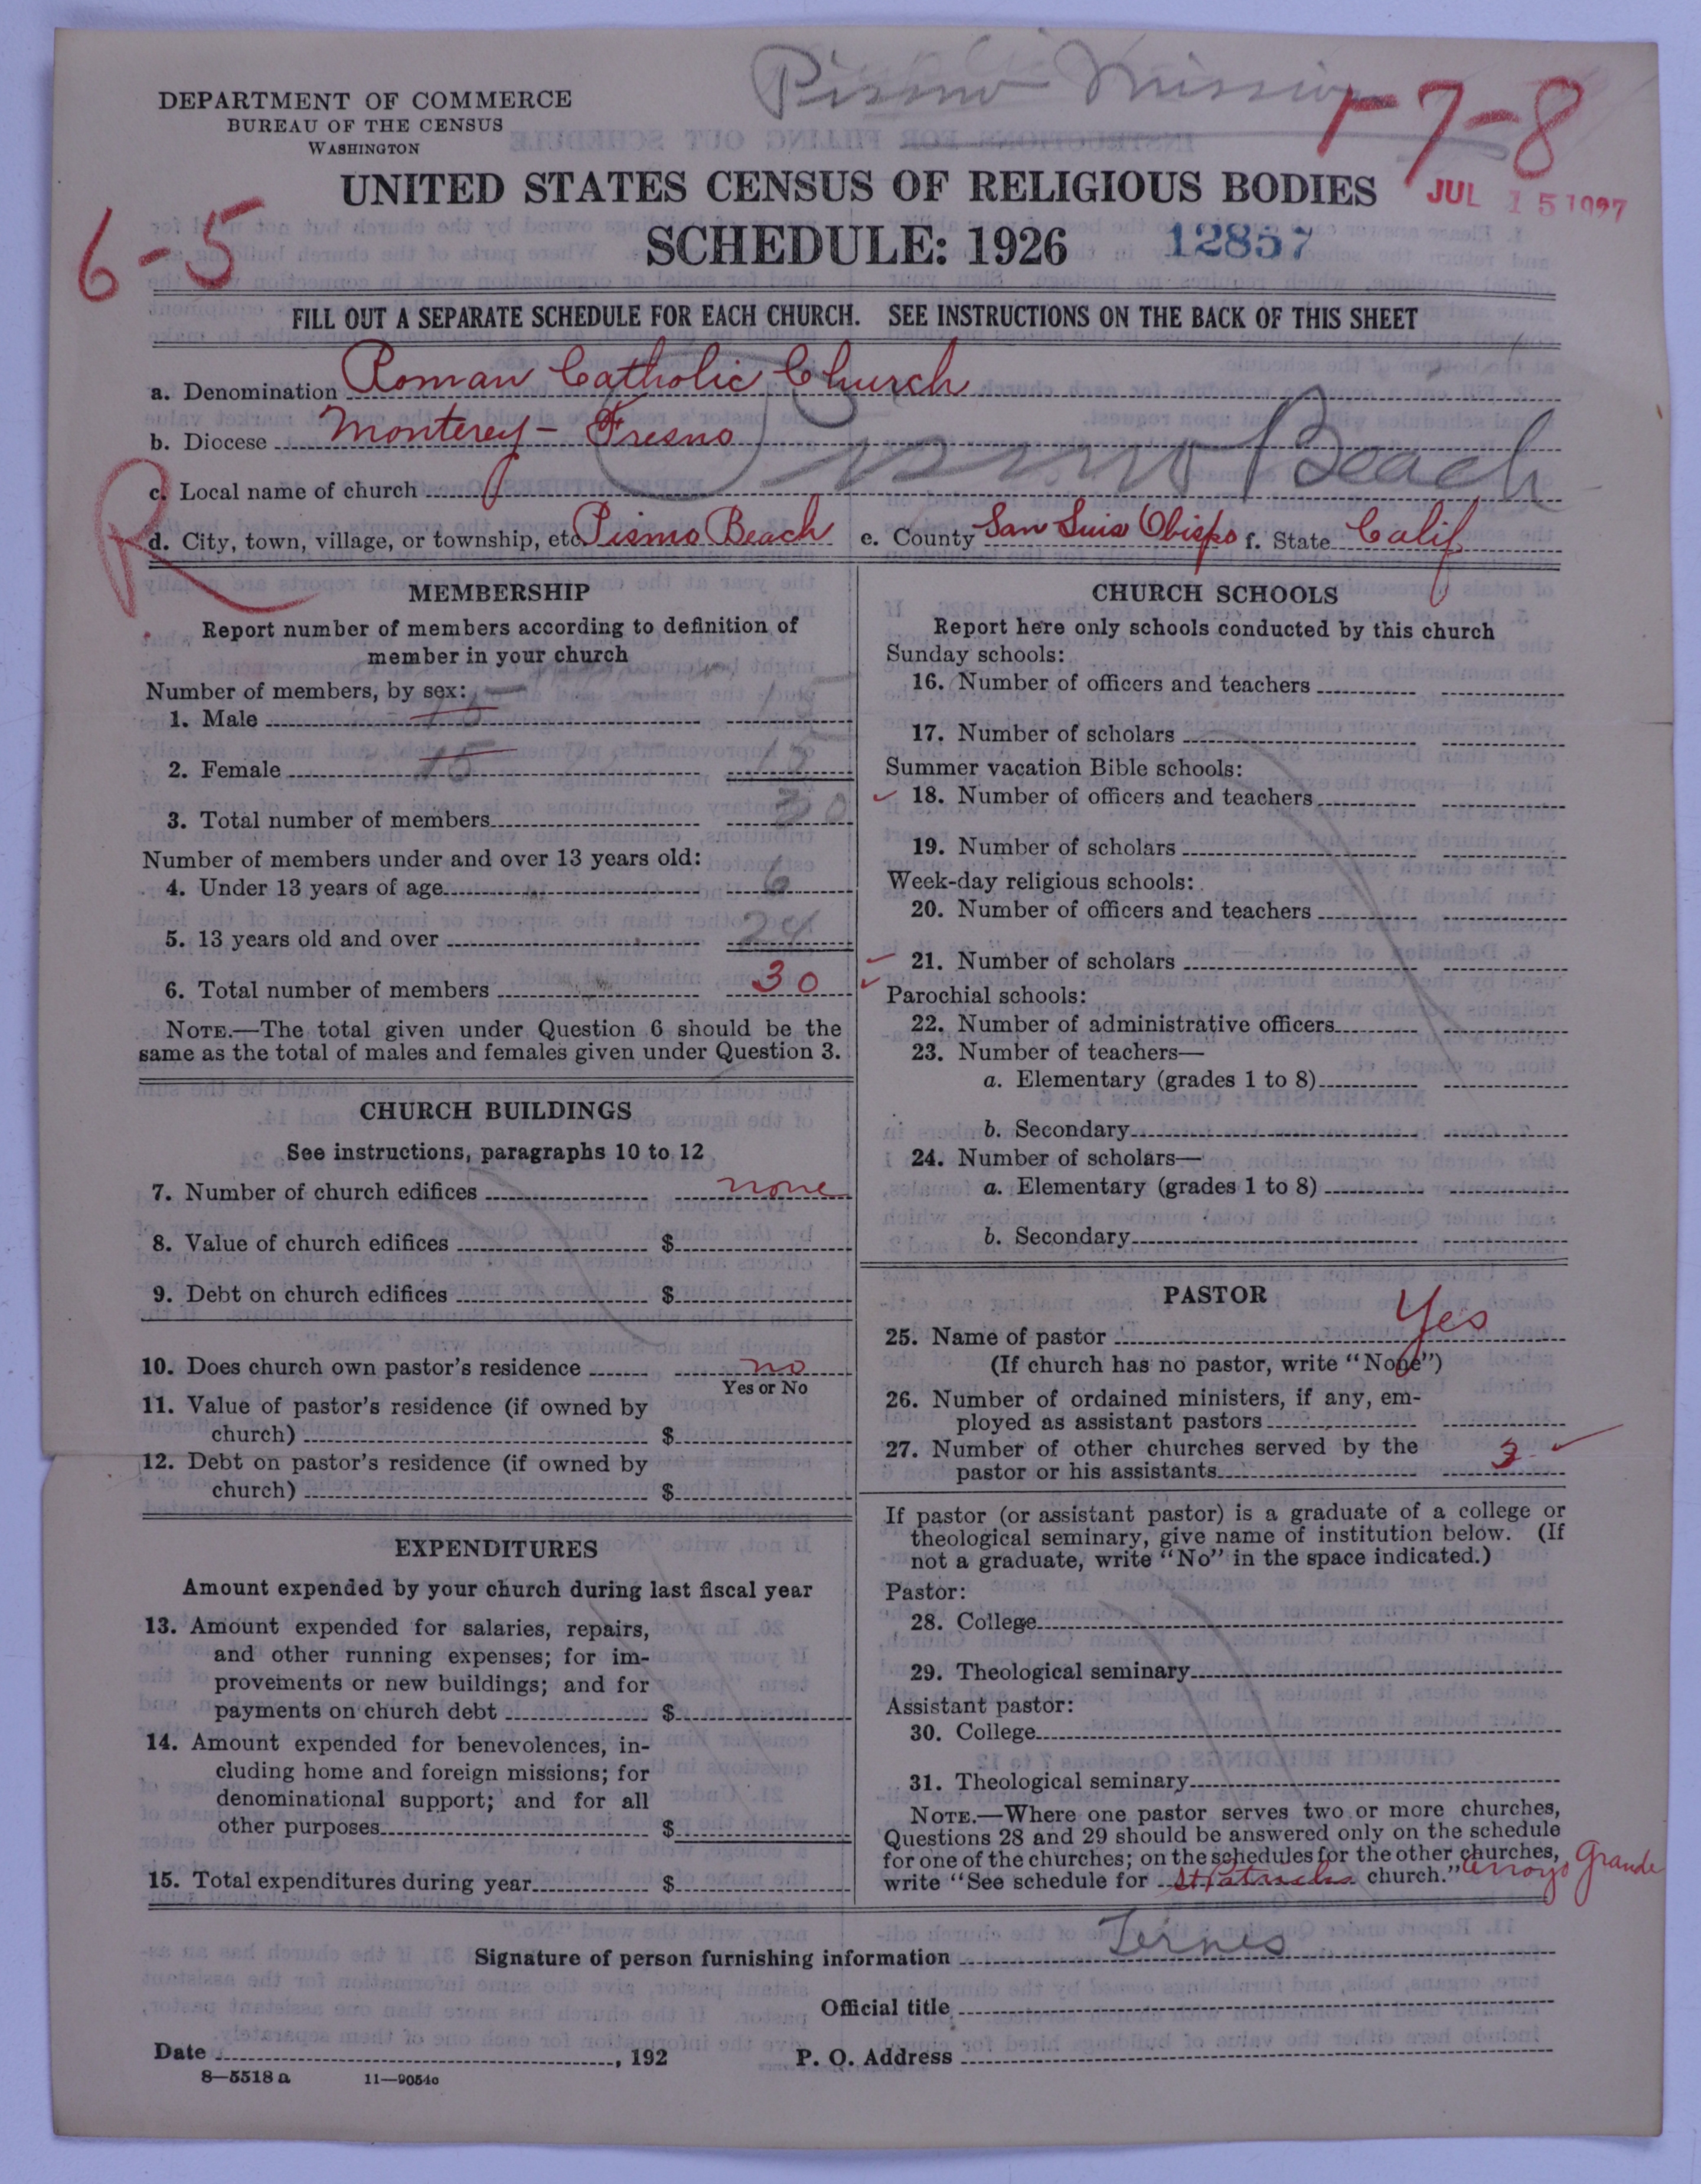 Pismo Mission
1-7-8
DEPARTMENT OF COMMERCE
BUREAU OF THE CENSUS
WASHINGTON
UNITED STATES CENSUS OF RELIGIOUS BODIES
JUL 15 1927
6-5
SCHEDULE: 1926
12857
FILL OUT A SEPARATE SCHEDULE FOR EACH CHURCH. SEE INSTRUCTIONS ON THE BACK OF THIS SHEET
a. Denomination Roman Catholic Church
b. Diocese Monterey - Fresno
c. Local name of church Pismo Beach
R
d. City, town, village, or township, etc Pismo Beach e. County San Luis Obispo f. State Calif
MEMBERSHIP
Report number of members according to definition of
member in your church
Number of members, by sex:
1. Male 15 15
2. Female 15 15
3. Total number of members 30
Number of members under and over 13 years old:
4. Under 13 years of age 6
5. 13 years old and over 24
6. Total number of members 30
NOTE.—The total given under Question 6 should be the
same as the total of males and females given under Question 3.
CHURCH BUILDINGS
See instructions, paragraphs 10 to 12
7. Number of church edifices none
8. Value of church edifices $
9. Debt on church edifices $
10. Does church own pastor's residence no
Yes or No
11. Value of pastor's residence (if owned by
church) $
12. Debt on pastor's residence (if owned by
church) $
EXPENDITURES
Amount expended by your church during last fiscal year
13. Amount expended for salaries, repairs,
and other running expenses; for im-
provements or new buildings; and for
payments on church debt $
14. Amount expended for benevolences, in-
cluding home and foreign missions; for
denominational support; and for all
other purposes $
15. Total expenditures during year $
CHURCH SCHOOLS
Report here only schools conducted by this church
Sunday schools:
16. Number of officers and teachers
17. Number of scholars
Summer vacation Bible schools:
18. Number of officers and teachers
19. Number of scholars
Week-day religious schools:
20. Number of officers and teachers
21. Number of scholars
Parochial schools:
22. Number of administrative officers
23. Number of teachers—
a. Elementary (grades 1 to 8)
b. Secondary
24. Number of scholars—
a. Elementary (grades 1 to 8)
b. Secondary
PASTOR
25. Name of pastor Yes
(If church has no pastor, write "None")
26. Number of ordained ministers, if any, em-
ployed as assistant pastors
27. Number of other churches served by the
pastor or his assistants 3
If pastor (or assistant pastor) is a graduate of a college or
theological seminary, give name of institution below. (If
not a graduate, write "No" in the space indicated.)
Pastor:
28. College
29. Theological seminary
Assistant pastor:
30. College
31. Theological seminary
NOTE.—Where one pastor serves two or more churches,
Questions 28 and 29 should be answered only on the schedule
for one of the churches; on the schedules for the other churches,
write "See schedule for St Patricks church." Arroyo Grande
Signature of person furnishing information Ternes
Official title
Date , 192 P. O. Address
8—5518 a 11—9054c